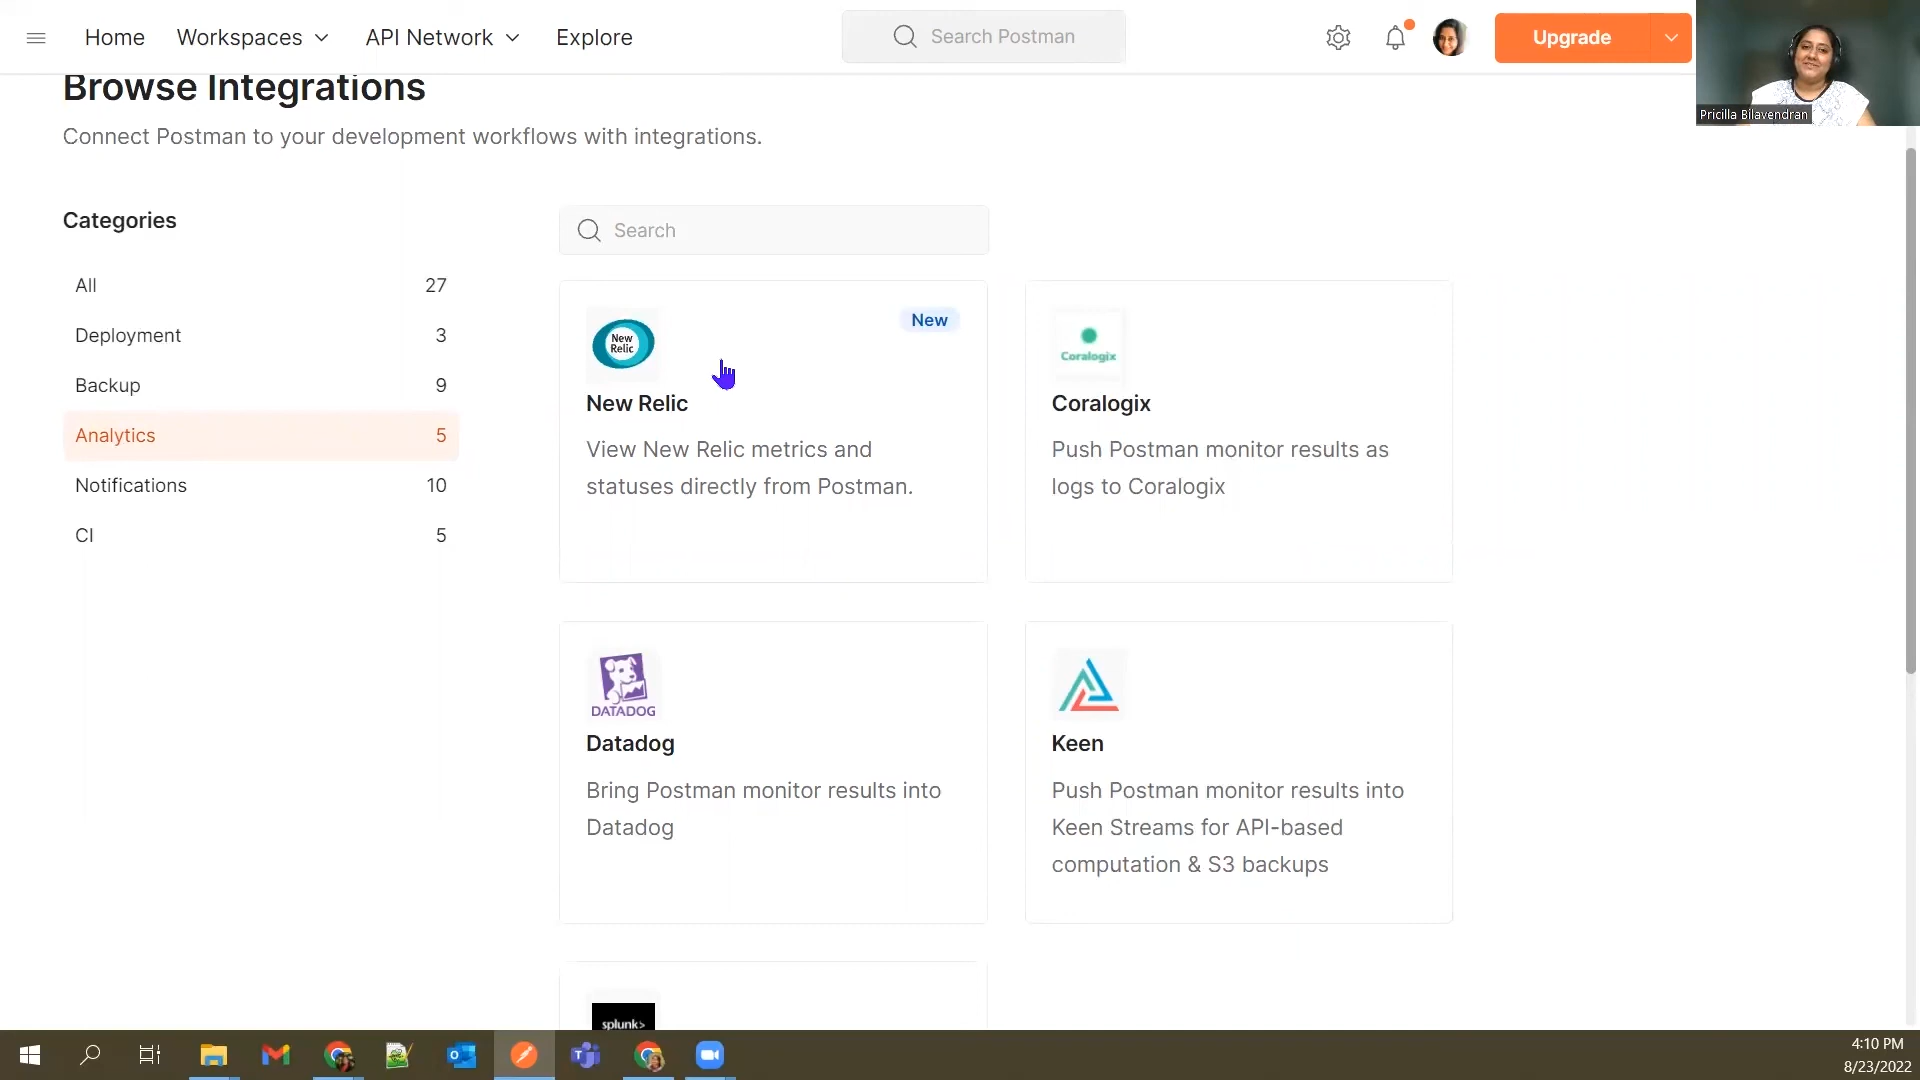 Home
Workspaces
API Network
Explore
Search Postman
Upgrade
Pricilla Bilavendran
Browse Integrations
Connect Postman to your development workflows with integrations.
Categories
All 27
Deployment 3
Backup 9
Analytics 5
Notifications 10
CI 5
Search
New
Relic
New
New Relic
View New Relic metrics and
statuses directly from Postman.
Coralogix
Coralogix
Push Postman monitor results as
logs to Coralogix
DATADOG
Datadog
Bring Postman monitor results into
Datadog
Keen
Push Postman monitor results into
Keen Streams for API-based
computation & S3 backups
splunk>
4:10 PM
8/23/2022